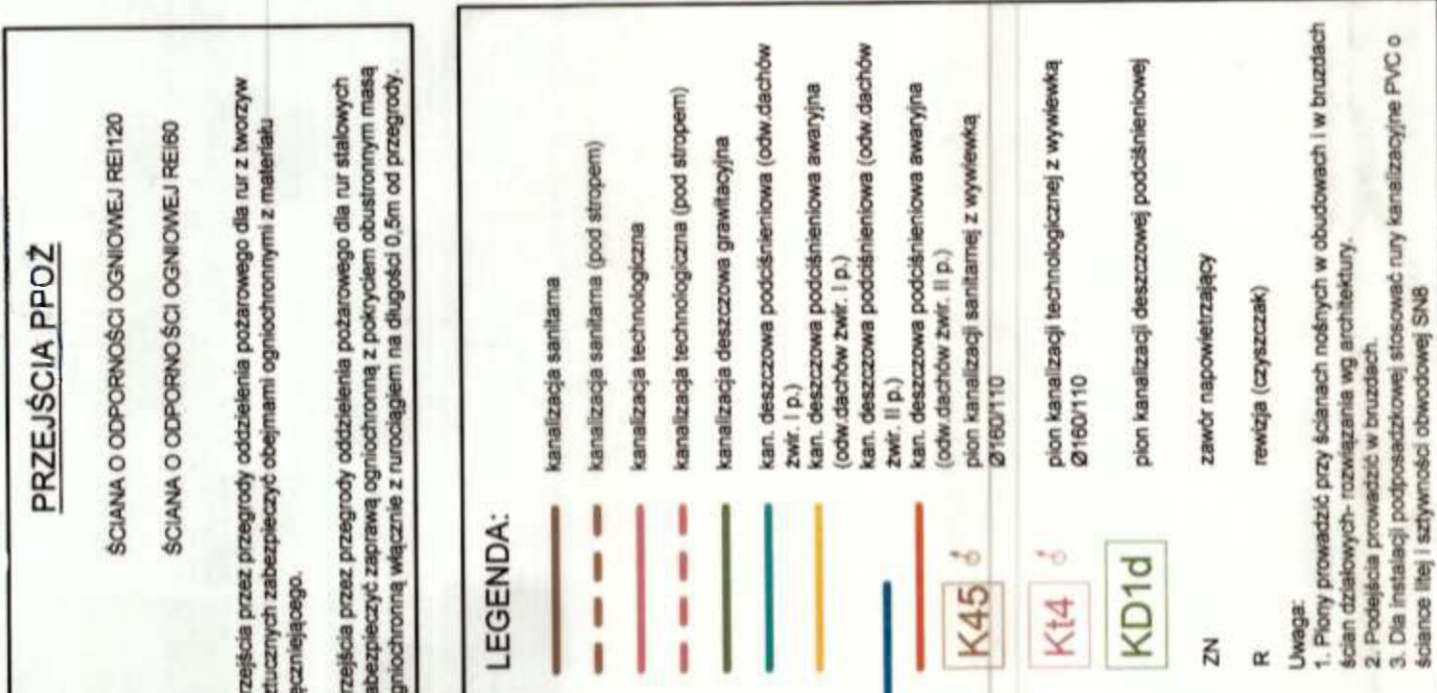 PRZEJŚCIA PPOŻ
ŚCIANA O ODPORNOŚCI OGNIOWEJ REI120
ŚCIANA O ODPORNOŚCI OGNIOWEJ REI60
rzejścia przez przegrody oddzielenia pożarowego dla rur z tworzyw
ztucznych zabezpieczyć obejmami ogniochronnymi z materiału
ęczniejącego.
rzejścia przez przegrody oddzielenia pożarowego dla rur stalowych
abezpieczyć zaprawą ogniochronną z pokryciem obustronnym masą
gniochronną włącznie z rurociągiem na długości 0,5m od przegrody.
LEGENDA:
kanalizacja sanitarna
kanalizacja sanitarna (pod stropem)
kanalizacja technologiczna
kanalizacja technologiczna (pod stropem)
kanalizacja deszczowa grawitacyjna
kan. deszczowa podciśnieniowa (odw.dachów
żwir. I p.)
kan. deszczowa podciśnieniowa awaryjna
(odw.dachów żwir. I p.)
kan. deszczowa podciśnieniowa (odw.dachów
żwir. II p.)
kan. deszczowa podciśnieniowa awaryjna
(odw.dachów żwir. II p.)
K45 pion kanalizacji sanitarnej z wywiewką
Ø160/110
Kt4 pion kanalizacji technologicznej z wywiewką
Ø160/110
KD1d pion kanalizacji deszczowej podciśnieniowej
ZN zawór napowietrzający
R rewizja (czyszczak)
Uwaga:
1. Piony prowadzić przy ścianach nośnych w obudowach i w bruzdach
ścian działowych- rozwiązania wg architektury.
2. Podejścia prowadzić w bruzdach.
3. Dla instalacji podposadzkowej stosować rury kanalizacyjne PVC o
ściance litej i sztywności obwodowej SN8